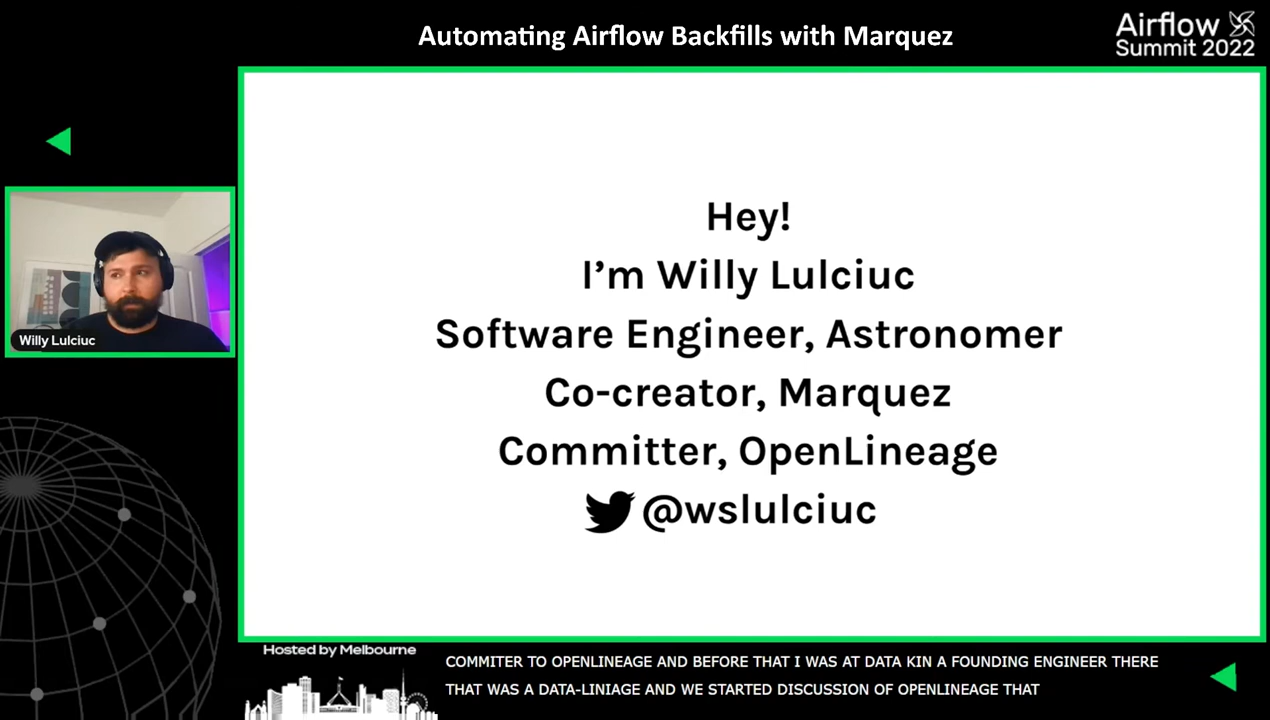 Automating Airflow Backfills with Marquez
Airflow
Summit 2022
Hey!
I'm Willy Lulciuc
Software Engineer, Astronomer
Co-creator, Marquez
Committer, OpenLineage
@wslulciuc
Willy Lulciuc
Hosted by Melbourne
COMMITER TO OPENLINEAGE AND BEFORE THAT I WAS AT DATA KIN A FOUNDING ENGINEER THERE
THAT WAS A DATA-LINIAGE AND WE STARTED DISCUSSION OF OPENLINEAGE THAT